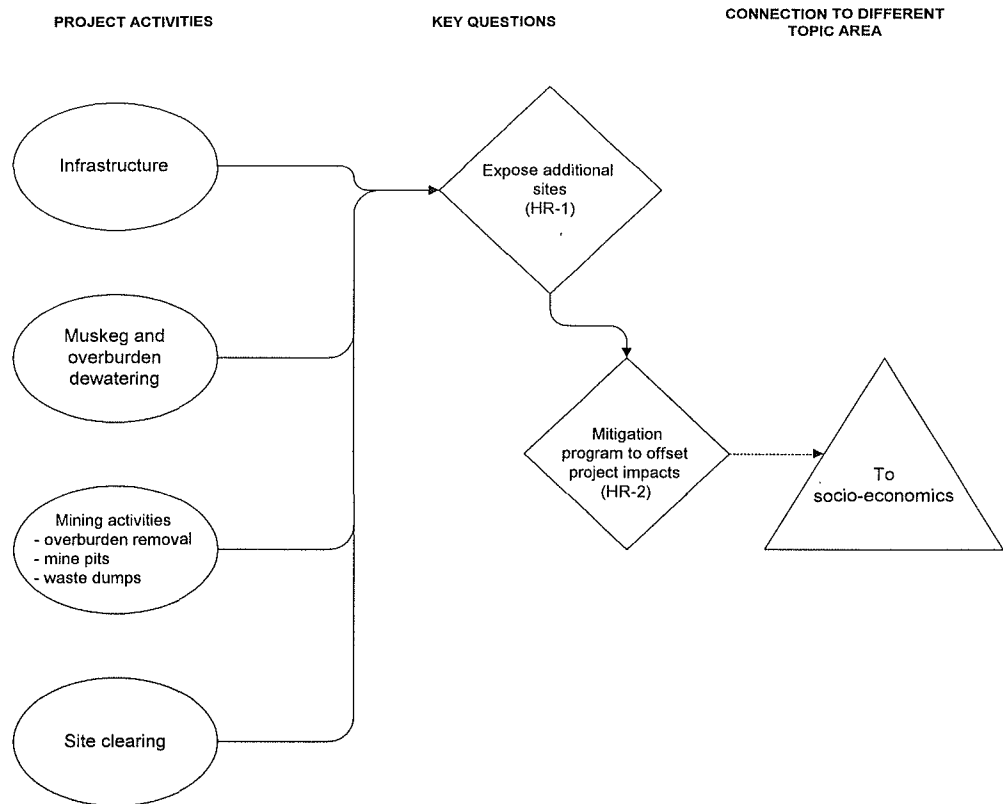 PROJECT ACTIVITIES
KEY QUESTIONS
CONNECTION TO DIFFERENT
TOPIC AREA
Infrastructure
Expose additional
sites
(HR-1)
Muskeg and
overburden
dewatering
Mitigation
program to offset
project impacts
(HR-2)
To
socio-economics
Mining activities
- overburden removal
- mine pits
- waste dumps
Site clearing